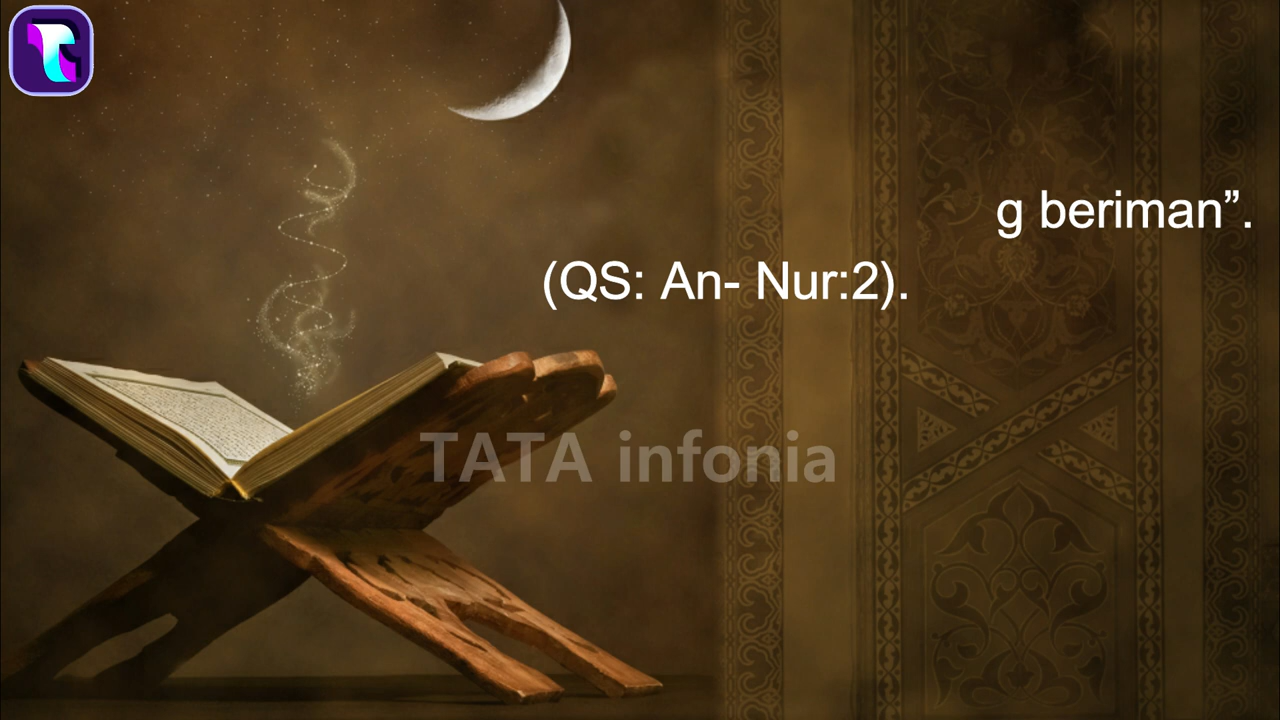 g beriman”.
(QS: An- Nur:2).
TATA infonia